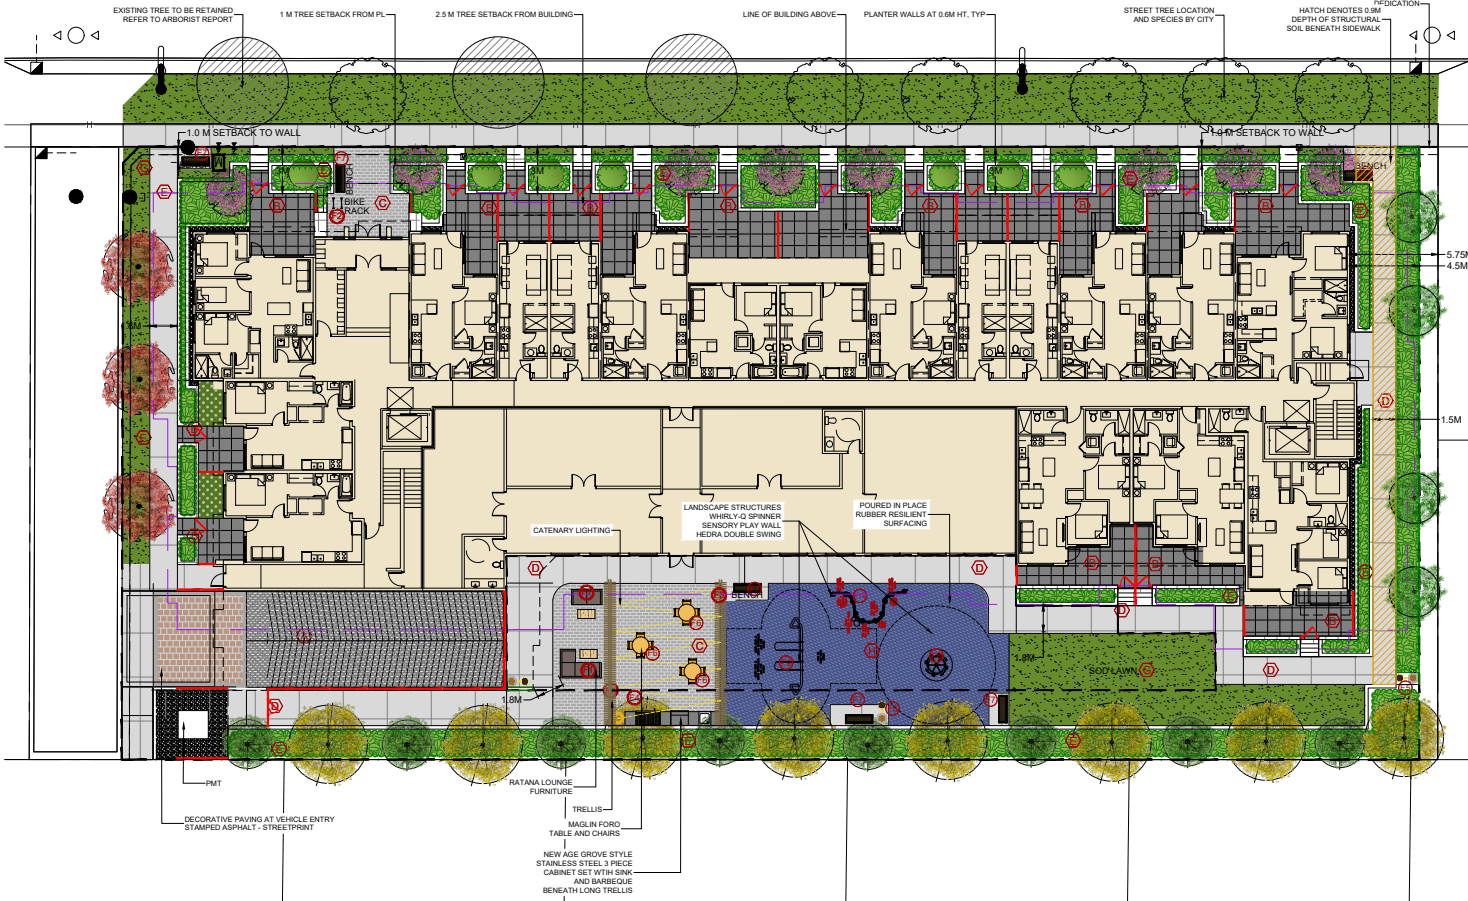 DEDICATION
EXISTING TREE TO BE RETAINED
REFER TO ARBORIST REPORT
1 M TREE SETBACK FROM PL
2.5 M TREE SETBACK FROM BUILDING
LINE OF BUILDING ABOVE
PLANTER WALLS AT 0.6M HT, TYP
STREET TREE LOCATION
AND SPECIES BY CITY
HATCH DENOTES 0.9M
DEPTH OF STRUCTURAL
SOIL BENEATH SIDEWALK
1.0 M SETBACK TO WALL
1.0 M SETBACK TO WALL
BENCH
BENCH
BIKE
RACK
5.75M
4.5M
1.5M
CATENARY LIGHTING
LANDSCAPE STRUCTURES
WHIRLY-Q SPINNER
SENSORY PLAY WALL
HEDRA DOUBLE SWING
POURED IN PLACE
RUBBER RESILIENT
SURFACING
BENCH
SOD LAWN
1.8M
1.8M
PMT
DECORATIVE PAVING AT VEHICLE ENTRY
STAMPED ASPHALT - STREETPRINT
RATANA LOUNGE
FURNITURE
TRELLIS
MAGLIN FORO
TABLE AND CHAIRS
NEW AGE GROVE STYLE
STAINLESS STEEL 3 PIECE
CABINET SET WTIH SINK
AND BARBEQUE
BENEATH LONG TRELLIS